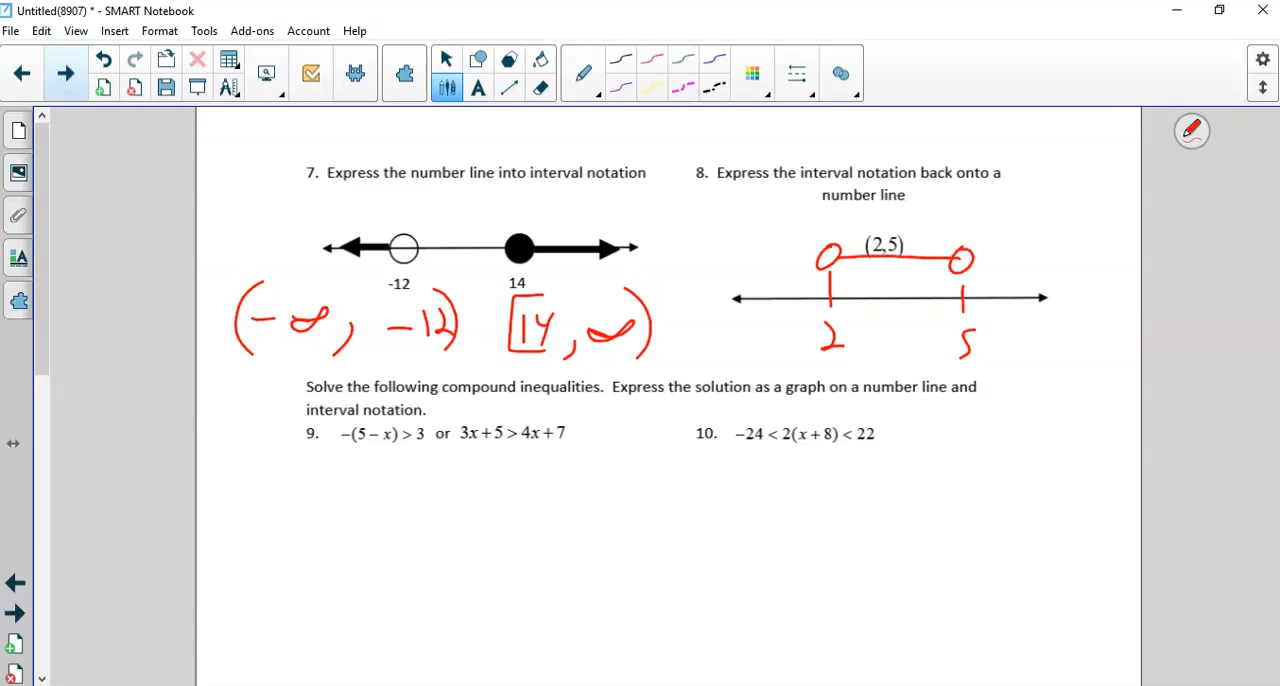 Untitled(8907) * - SMART Notebook
File Edit View Insert Format Tools Add-ons Account Help
7. Express the number line into interval notation
-12 14
(-∞, -12) [14, ∞)
8. Express the interval notation back onto a
number line
(2,5)
2 5
Solve the following compound inequalities. Express the solution as a graph on a number line and
interval notation.
9. −(5 − x) > 3 or 3x + 5 > 4x + 7
10. −24 < 2(x + 8) < 22